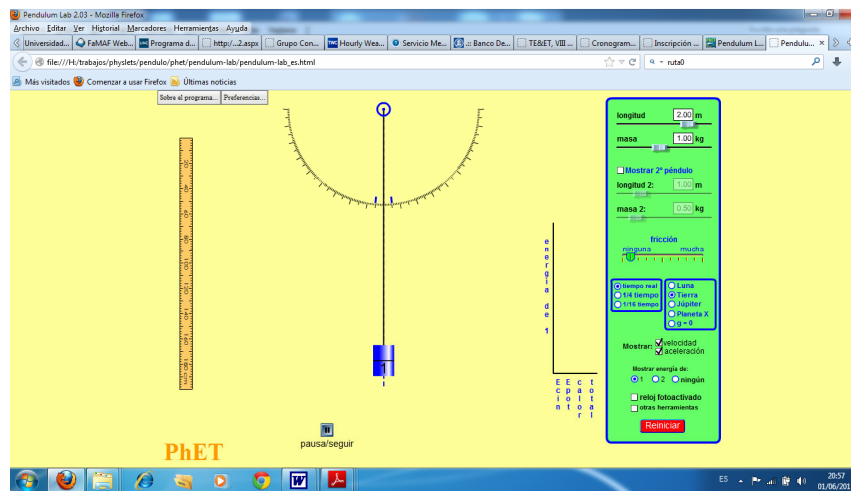 Pendulum Lab 2.03 - Mozilla Firefox
Archivo Editar Ver Historial Marcadores Herramientas Ayuda
Universidad... FaMAF Web... Programa d... http:/...2.aspx Grupo Con... Hourly Wea... Servicio Me... .:: Banco De... TE&ET, VIII ... Cronogram... Inscripción ... Pendulum L... Pendulu...
file:///H:/trabajos/physlets/pendulo/phet/pendulum-lab/pendulum-lab_es.html
ruta0
Más visitados Comenzar a usar Firefox Últimas noticias
Sobre el programa... Preferencias...
longitud 2.00 m
masa 1.00 kg
Mostrar 2º péndulo
longitud 2: 1.00 m
masa 2: 0.50 kg
fricción
ninguna mucha
tiempo real
1/4 tiempo
1/16 tiempo
Luna
Tierra
Júpiter
Planeta X
g = 0
Mostrar: velocidad
aceleración
Mostrar energía de:
1 2 ningún
reloj fotoactivado
otras herramientas
Reiniciar
energía de 1
Ecin
Epot
calor
total
1
pausa/seguir
PhET
ES
20:57
01/06/201